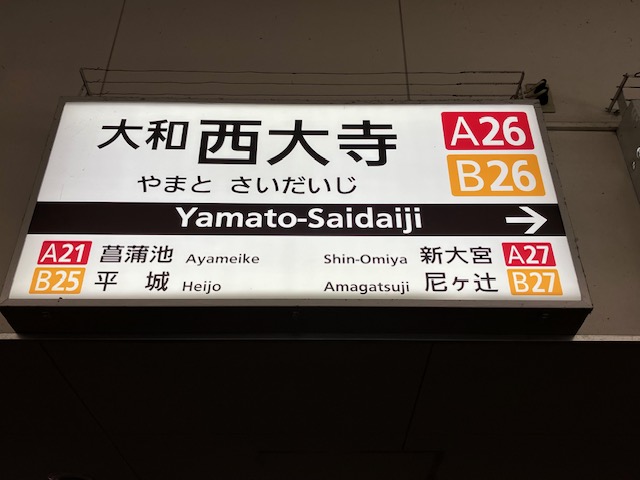 大和西大寺 A26
やまと さいだいじ B26
Yamato-Saidaiji →
A21 菖蒲池 Ayameike Shin-Omiya 新大宮 A27
B25 平城 Heijo Amagatsuji 尼ヶ辻 B27